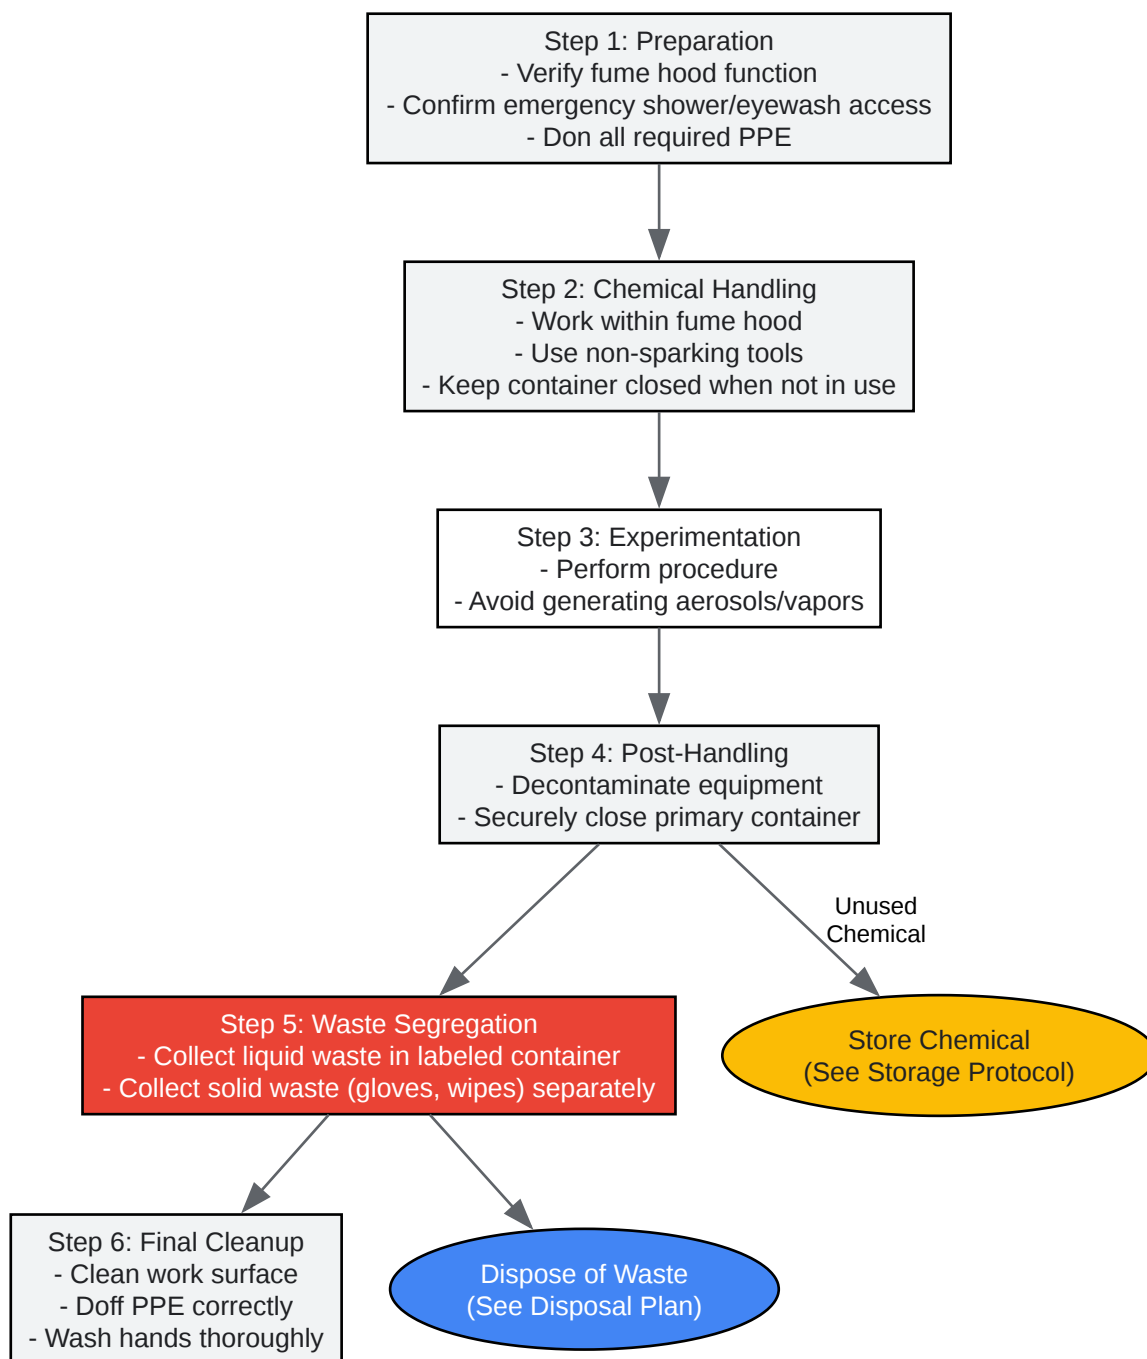 Step 1: Preparation
- Verify fume hood function
- Confirm emergency shower/eyewash access
- Don all required PPE
Step 2: Chemical Handling
- Work within fume hood
- Use non-sparking tools
- Keep container closed when not in use
Step 3: Experimentation
- Perform procedure
- Avoid generating aerosols/vapors
Step 4: Post-Handling
- Decontaminate equipment
- Securely close primary container
Unused
Chemical
Step 5: Waste Segregation
- Collect liquid waste in labeled container
- Collect solid waste (gloves, wipes) separately
Store Chemical
(See Storage Protocol)
Step 6: Final Cleanup
- Clean work surface
- Doff PPE correctly
- Wash hands thoroughly
Dispose of Waste
(See Disposal Plan)